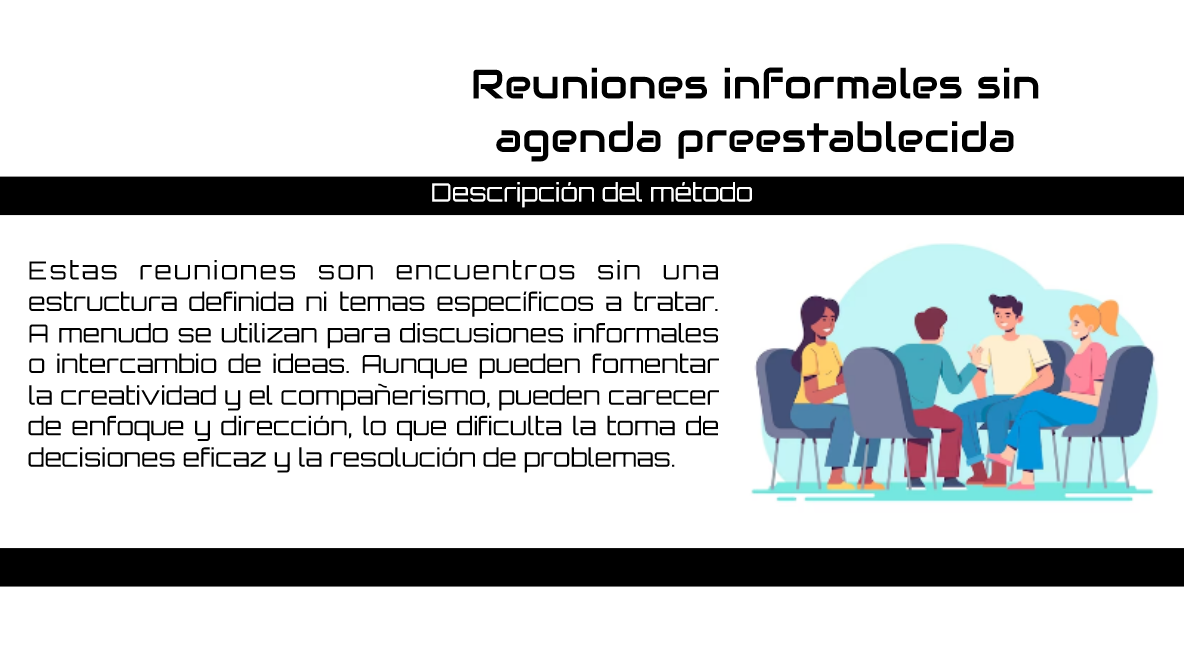 Reuniones informales sin
agenda preestablecida
Descripción del método
Estas reuniones son encuentros sin una
estructura definida ni temas específicos a tratar.
A menudo se utilizan para discusiones informales
o intercambio de ideas. Aunque pueden fomentar
la creatividad y el compañerismo, pueden carecer
de enfoque y dirección, lo que dificulta la toma de
decisiones eficaz y la resolución de problemas.